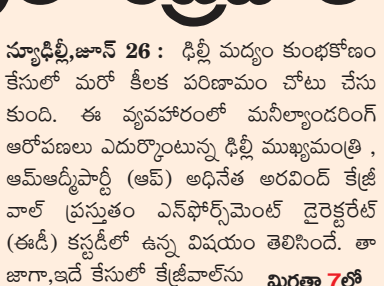 న్యూఢిల్లీ,జూన్ 26 : ఢిల్లీ మద్యం కుంభకోణం
కేసులో మరో కీలక పరిణామం చోటు చేసు
కుంది. ఈ వ్యవహారంలో మనీల్యాండరింగ్
ఆరోపణలు ఎదుర్కొంటున్న ఢిల్లీ ముఖ్యమంత్రి ,
ఆమ్ఆద్మీపార్టీ (ఆప్) అధినేత అరవింద్ కేజ్రీ
వాల్ ప్రస్తుతం ఎన్ఫోర్స్మెంట్ డైరెక్టరేట్
(ఈడీ) కస్టడీలో ఉన్న విషయం తెలిసిందే. తా
జాగా,ఇదే కేసులో కేజ్రీవాల్‌ను మిగతా 7లో